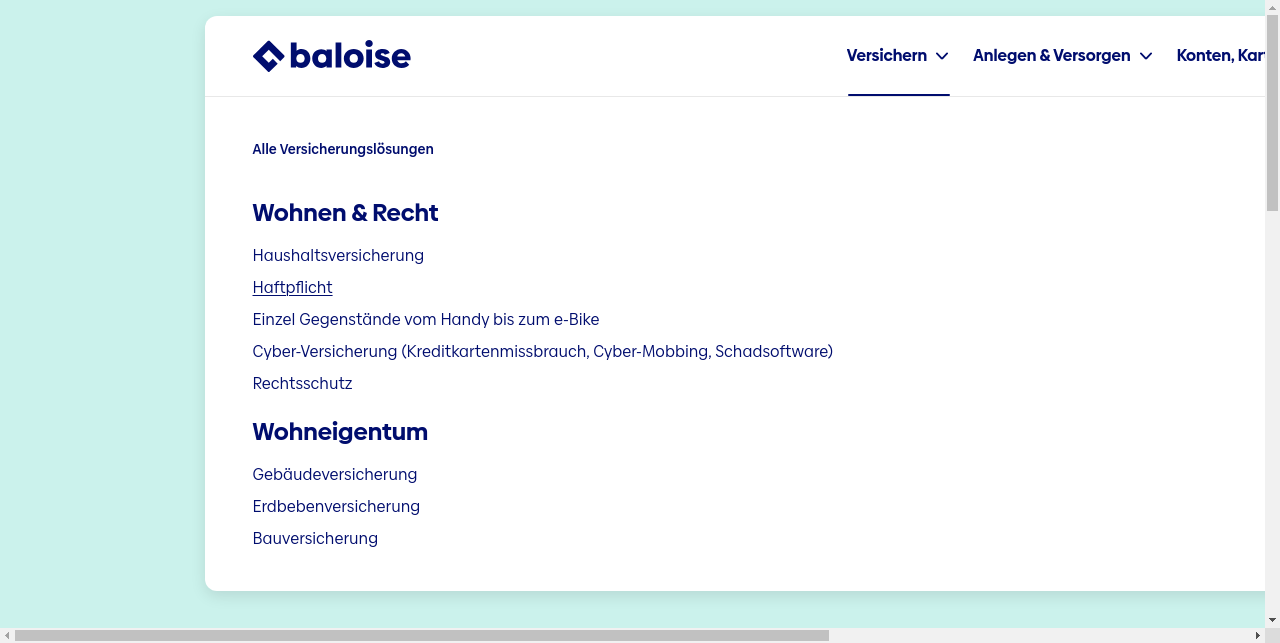 baloise
Versichern
Anlegen & Versorgen
Konten,
Alle Versicherungslösungen
Wohnen & Recht
Haushaltsversicherung
Haftpflicht
Einzel Gegenstände vom Handy bis zum e-Bike
Cyber-Versicherung (Kreditkartenmissbrauch, Cyber-Mobbing, Schadsoftware)
Rechtsschutz
Wohneigentum
Gebäudeversicherung
Erdbebenversicherung
Bauversicherung